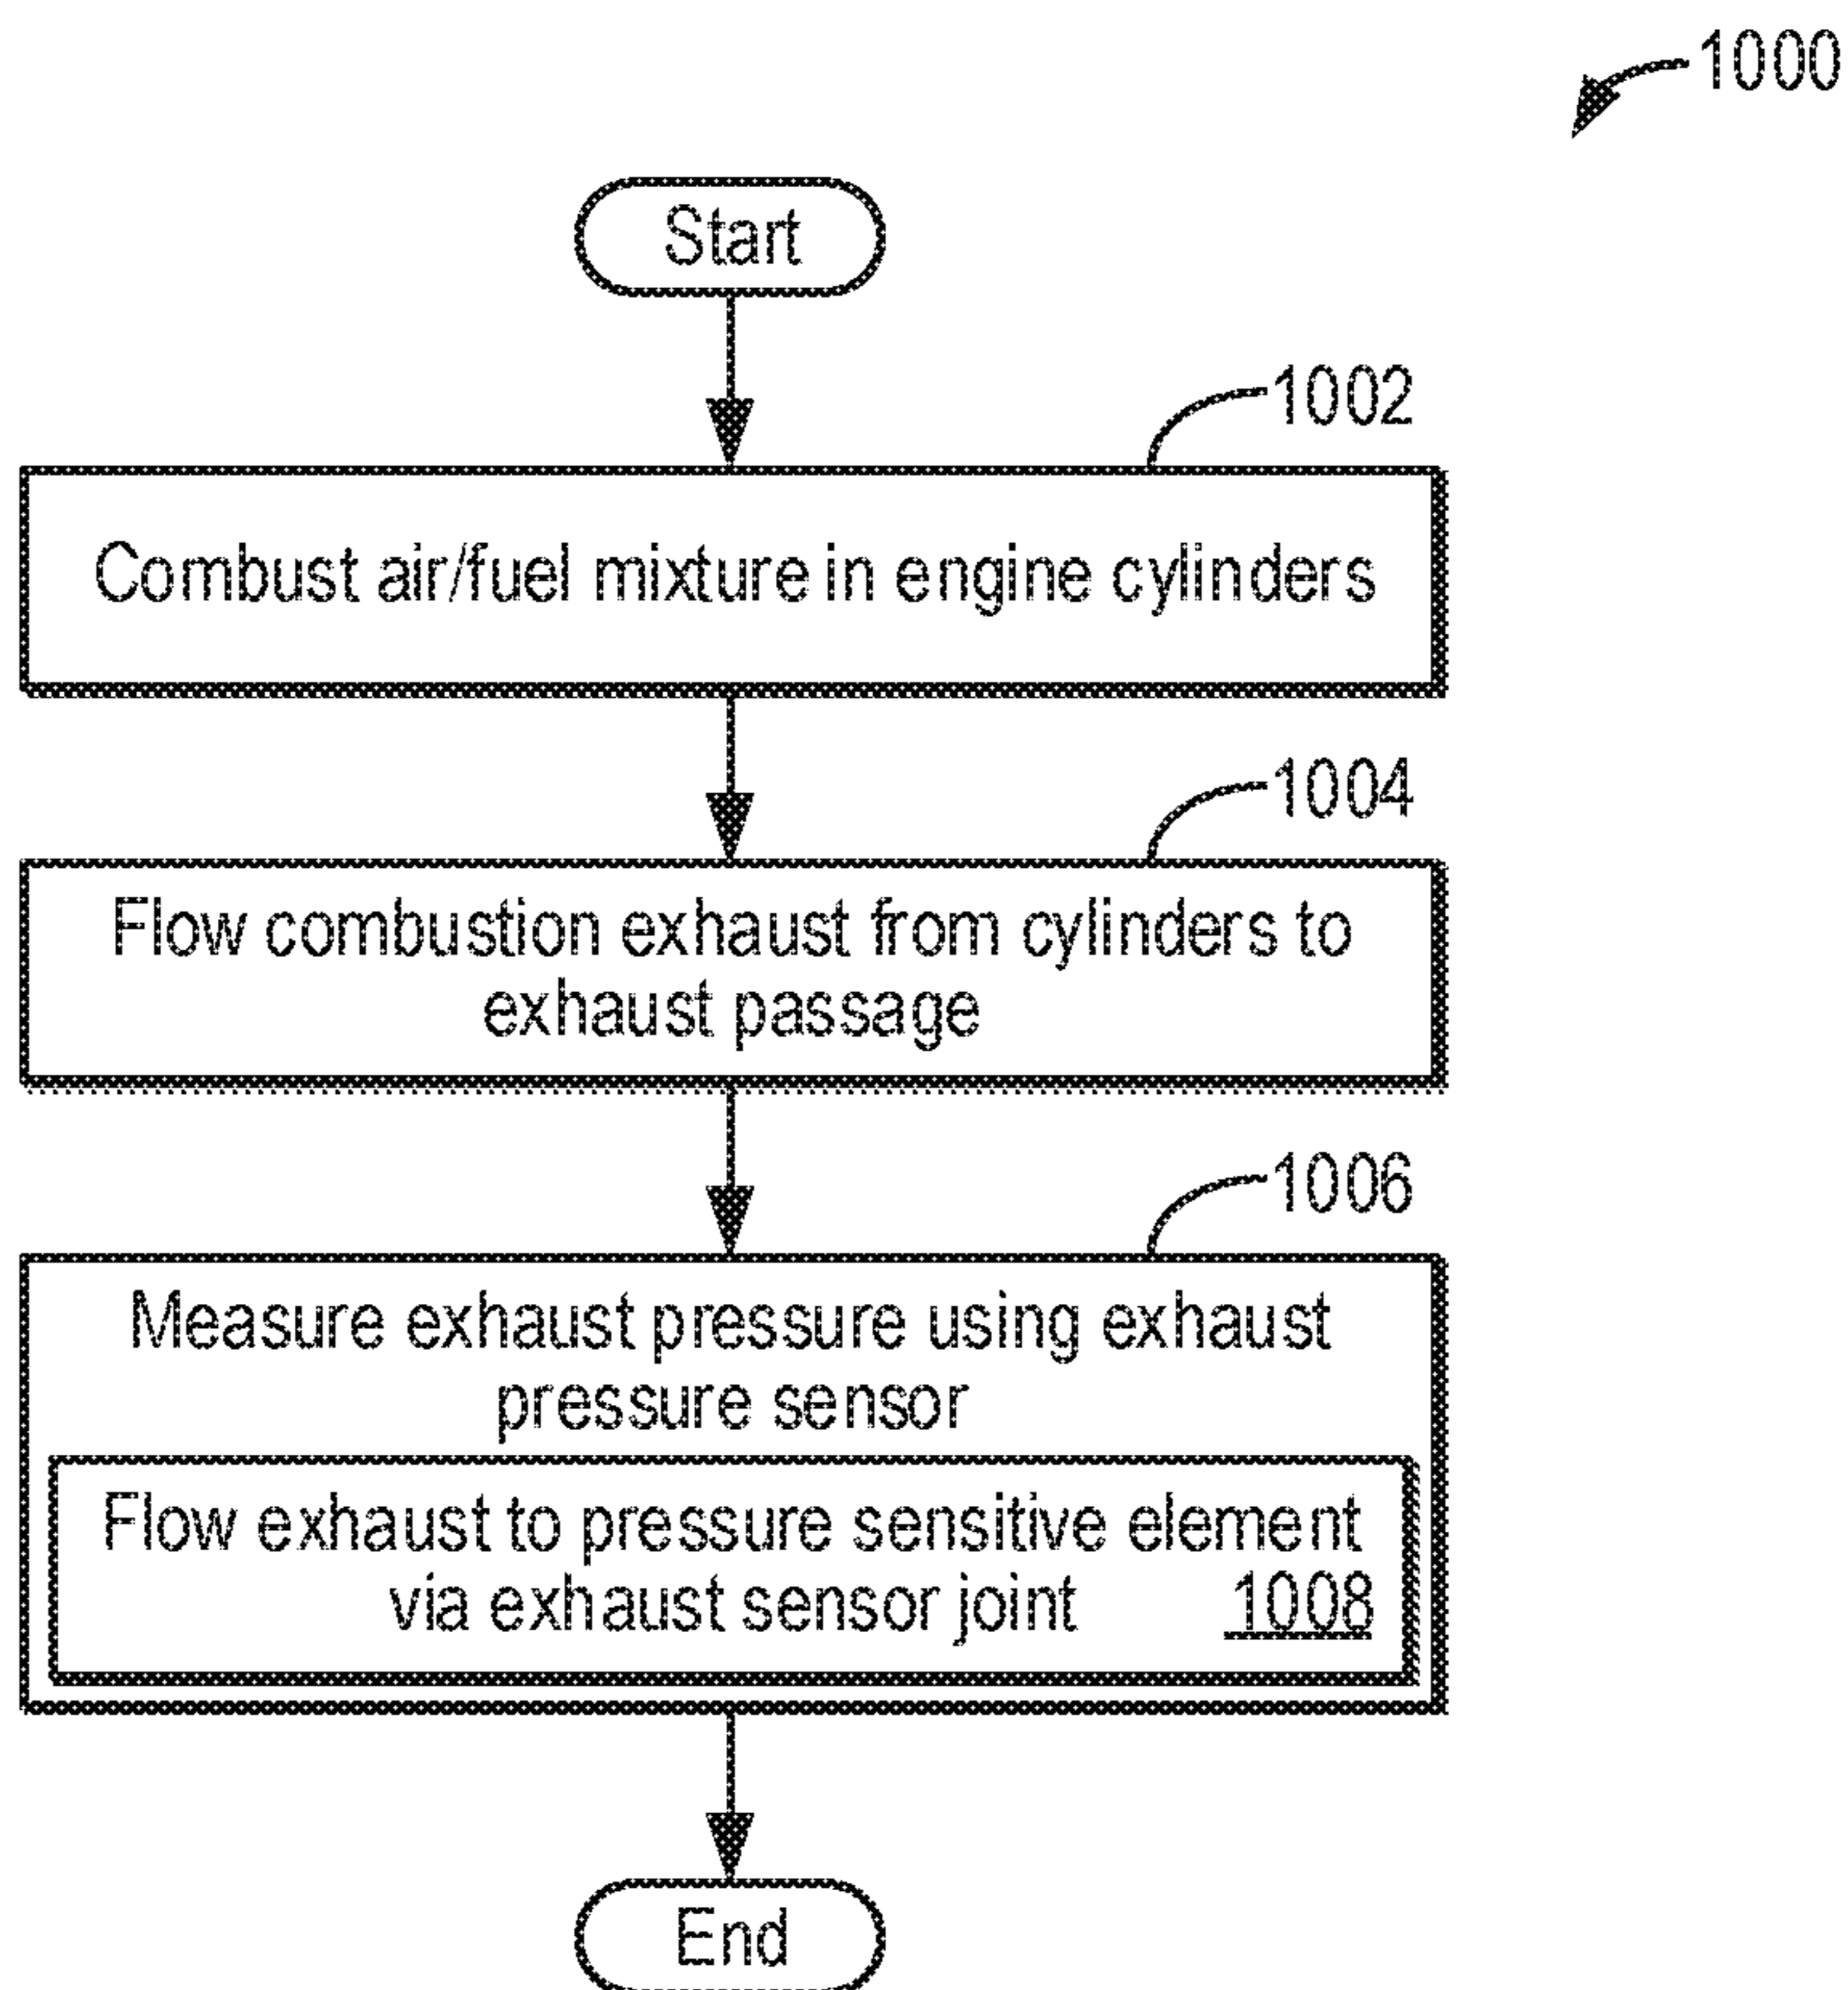 1000
Start
1002
Combust air/fuel mixture in engine cylinders
1004
Flow combustion exhaust from cylinders to
exhaust passage
1006
Measure exhaust pressure using exhaust
pressure sensor
Flow exhaust to pressure sensitive element
via exhaust sensor joint 1008
End